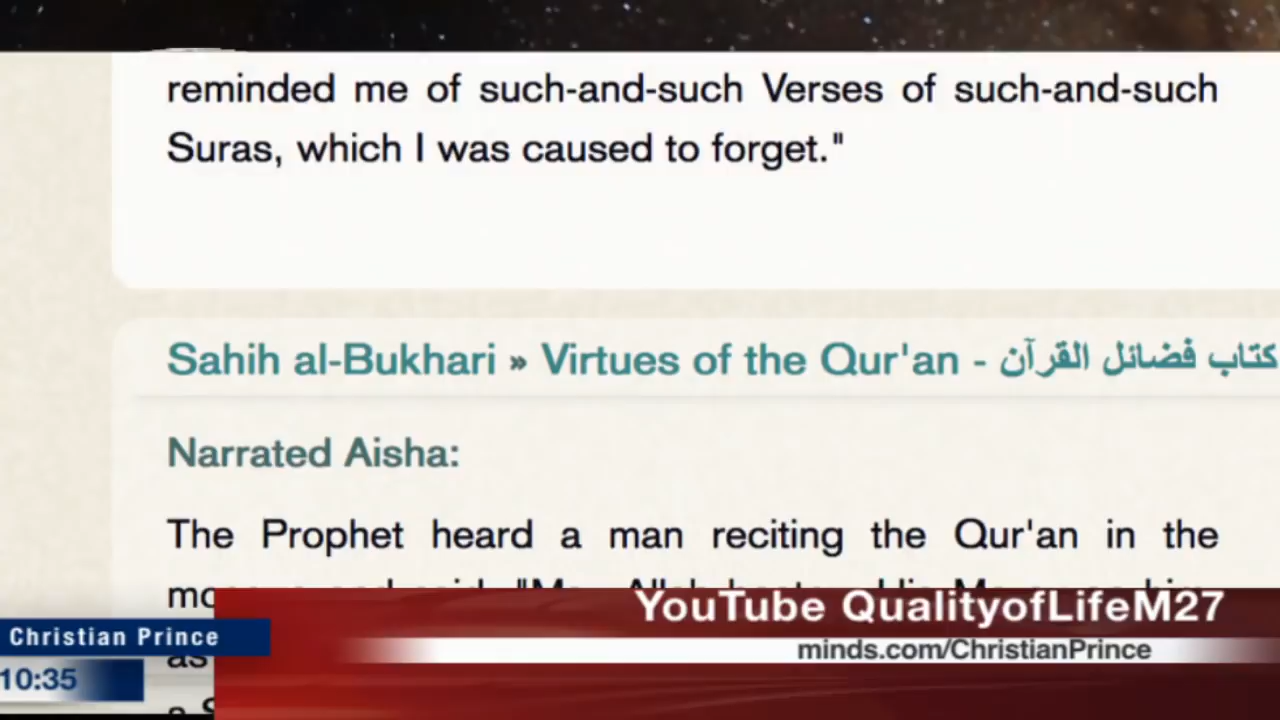 reminded me of such-and-such Verses of such-and-such
Suras, which I was caused to forget."
Sahih al-Bukhari » Virtues of the Qur'an - كتاب فضائل القرآن
Narrated Aisha:
The Prophet heard a man reciting the Qur'an in the
YouTube QualityofLifeM27
minds.com/ChristianPrince
Christian Prince
as
10:35